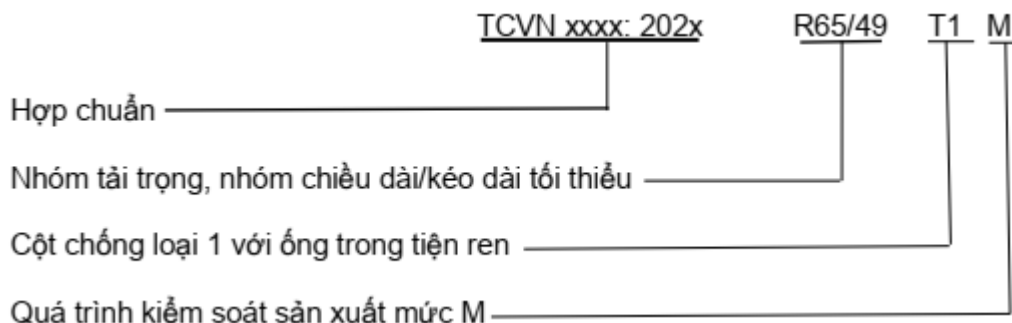 TCVN xxxx: 202x R65/49 T1 M
Hợp chuẩn
Nhóm tải trọng, nhóm chiều dài/kéo dài tối thiểu
Cột chống loại 1 với ống trong tiện ren
Quá trình kiểm soát sản xuất mức M